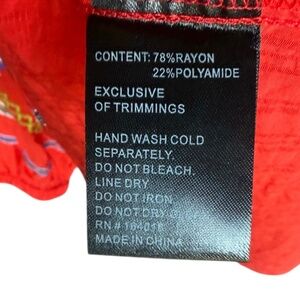 CONTENT: 78%RAYON
22%POLYAMIDE
EXCLUSIVE
OF TRIMMINGS
HAND WASH COLD
SEPARATELY.
DO NOT BLEACH.
LINE DRY
DO NOT IRON.
DO NOT DRY
RN #
MADE IN CHINA